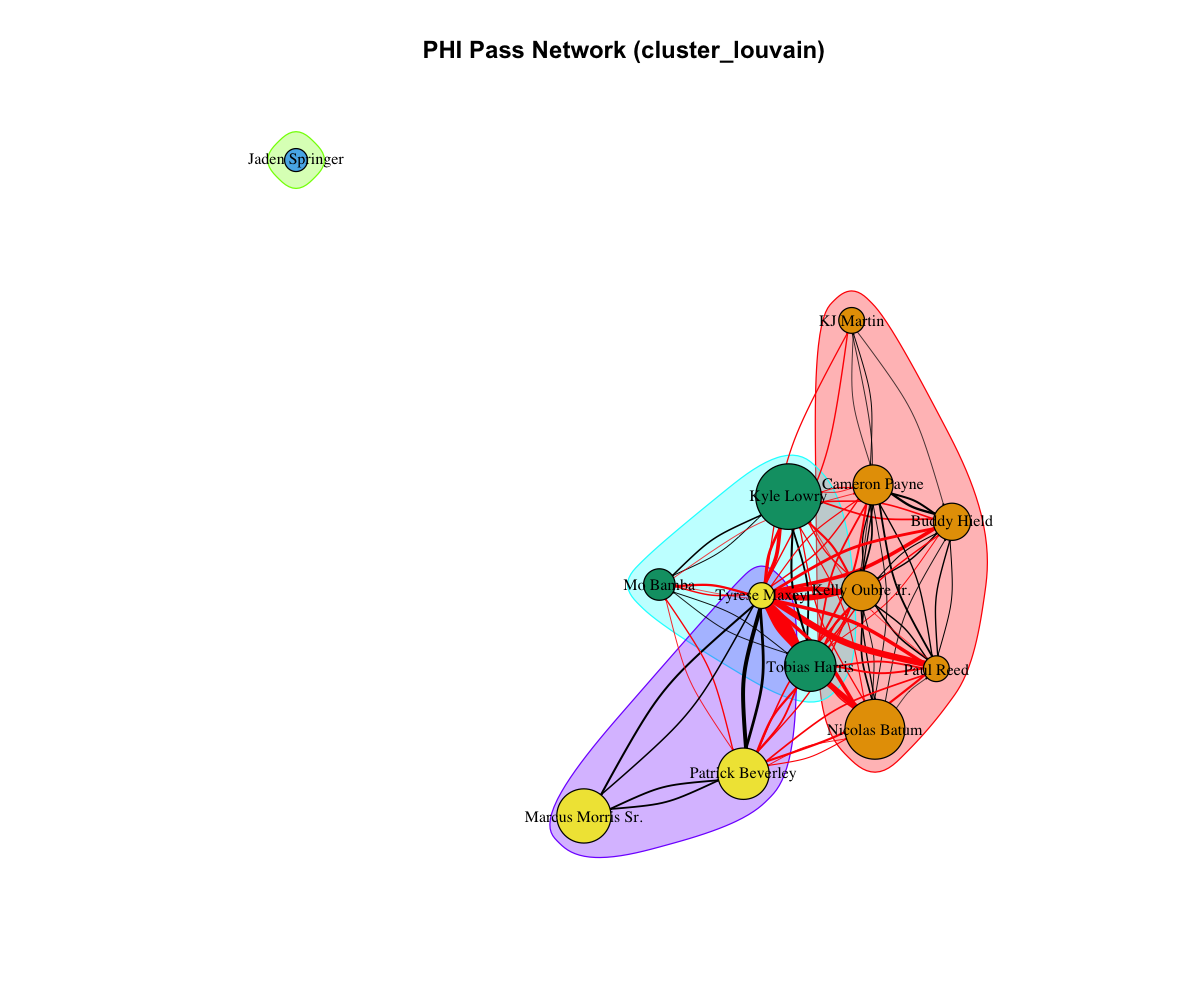 PHI Pass Network (cluster_louvain)
Jaden Springer
KJ Martin
Cameron Payne
Kyle Lowry
Buddy Hield
Mo Bamba
Tyrese Maxey
Kelly Oubre Jr.
Tobias Harris
Paul Reed
Nicolas Batum
Patrick Beverley
Marcus Morris Sr.